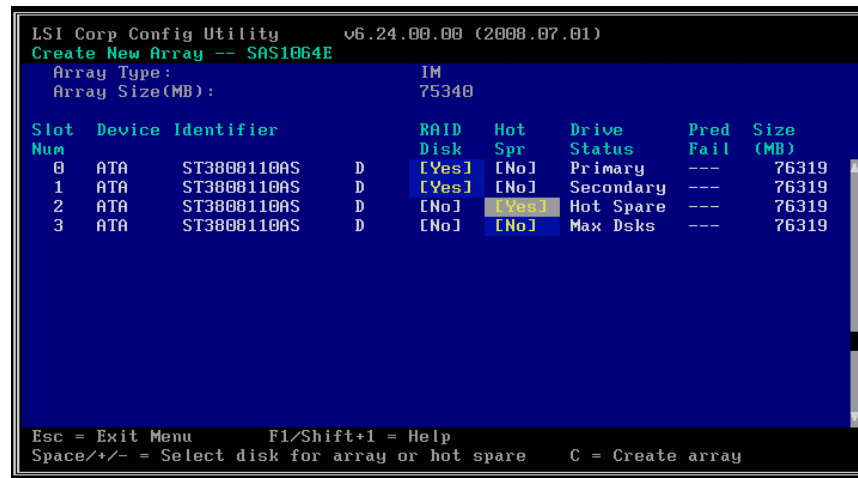 LSI Corp Config Utility v6.24.00.00 (2008.07.01)
Create New Array -- SAS1064E
Array Type: IM
Array Size(MB): 75340
Slot Device Identifier RAID Hot Drive Pred Size
Num Disk Spr Status Fail (MB)
0 ATA ST3808110AS D [Yes] [No] Primary --- 76319
1 ATA ST3808110AS D [Yes] [No] Secondary --- 76319
2 ATA ST3808110AS D [No] [Yes] Hot Spare --- 76319
3 ATA ST3808110AS D [No] [No] Max Dsks --- 76319
Esc = Exit Menu F1/Shift+1 = Help
Space/+/- = Select disk for array or hot spare C = Create array